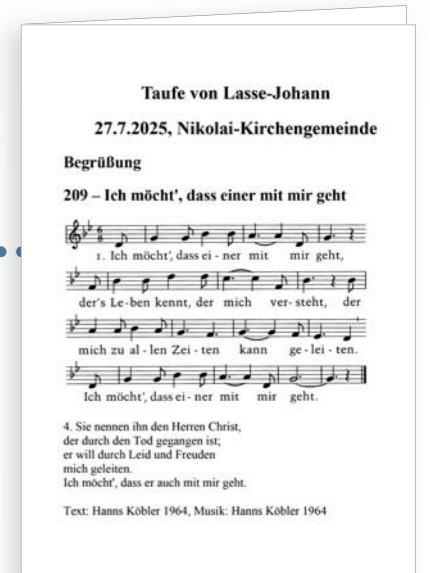 Taufe von Lasse-Johann
27.7.2025, Nikolai-Kirchengemeinde
Begrüßung
209 – Ich möcht', dass einer mit mir geht
1. Ich möcht', dass ei - ner mit mir geht,
der's Le - ben kennt, der mich ver - steht, der
mich zu al - len Zei - ten kann ge - lei - ten.
Ich möcht', dass ei - ner mit mir geht.
4. Sie nennen ihn den Herren Christ,
der durch den Tod gegangen ist;
er will durch Leid und Freuden
mich geleiten.
Ich möcht', dass er auch mit mir geht.
Text: Hanns Köbler 1964, Musik: Hanns Köbler 1964